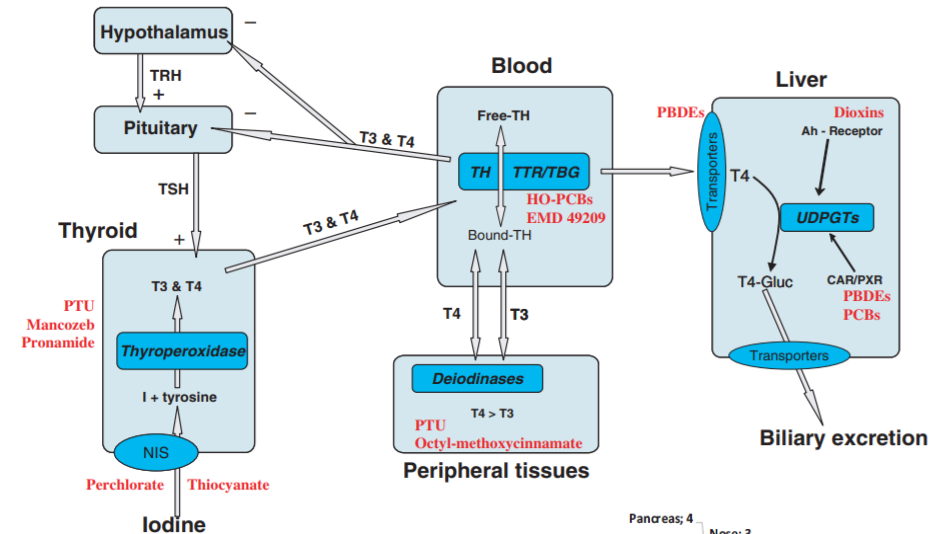 Hypothalamus
−
TRH
+
Pituitary
−
T3 & T4
TSH
+
Thyroid
T3 & T4
T3 & T4
PTU
Mancozeb
Pronamide
Thyroperoxidase
I + tyrosine
NIS
Perchlorate
Thiocyanate
Iodine
Blood
Free-TH
TH
TTR/TBG
HO-PCBs
EMD 49209
Bound-TH
T4
T3
Deiodinases
T4 > T3
PTU
Octyl-methoxycinnamate
Peripheral tissues
Liver
PBDEs
Transporters
Dioxins
Ah - Receptor
T4
UDPGTs
T4-Gluc
CAR/PXR
PBDEs
PCBs
Transporters
Biliary excretion
Pancreas; 4
Nose; 3